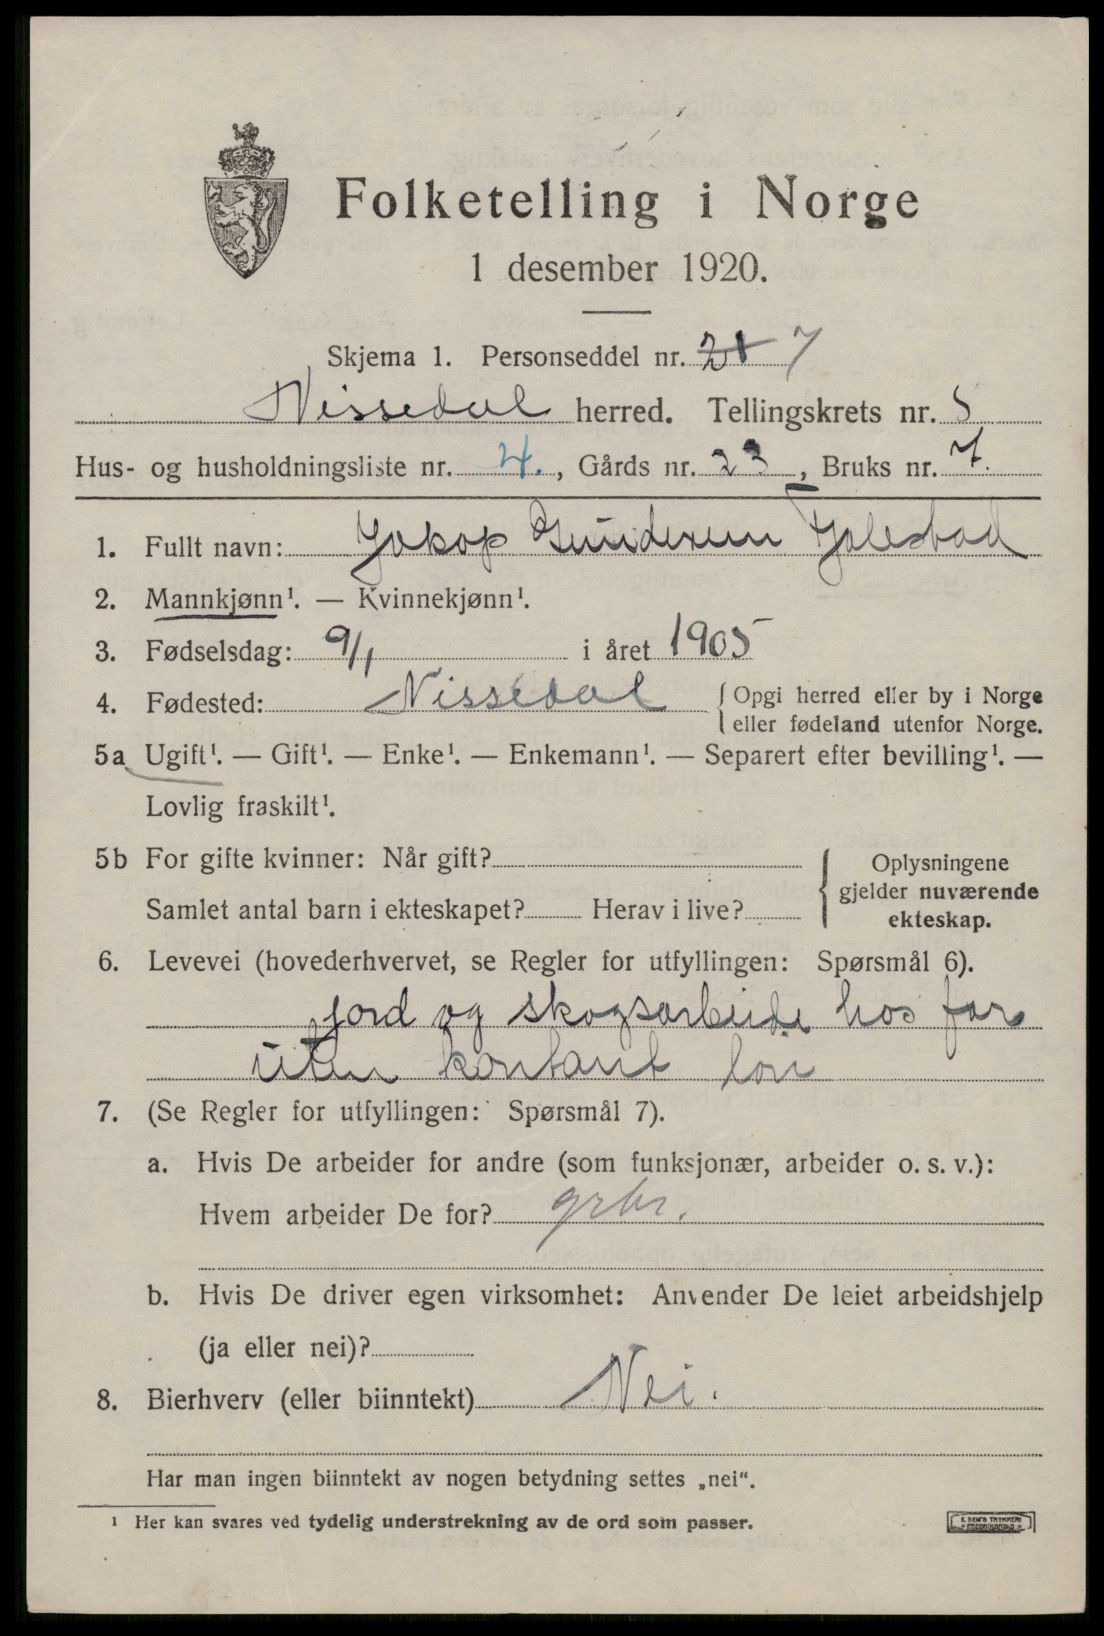 Folketelling i Norge
1 desember 1920.
Skjema 1. Personseddel nr. 7
Nissedal herred. Tellingskrets nr. 5
Hus- og husholdningsliste nr. 4., Gårds nr. 23, Bruks nr. 7.
1. Fullt navn: Jakop Gundersen
2. Mannkjønn¹. — Kvinnekjønn¹.
3. Fødselsdag: 9/1 i året 1905
4. Fødested: Nissedal { Opgi herred eller by i Norge
eller fødeland utenfor Norge.
5a Ugift¹. — Gift¹. — Enke¹. — Enkemann¹. — Separert efter bevilling¹. —
Lovlig fraskilt¹.
5b For gifte kvinner: Når gift?
Samlet antal barn i ekteskapet? Herav i live?
Oplysningene
gjelder nuværende
ekteskap.
6. Levevei (hovederhvervet, se Regler for utfyllingen: Spørsmål 6).
jord og skogsarbeide hos far
uten kontant lön
7. (Se Regler for utfyllingen: Spørsmål 7).
a. Hvis De arbeider for andre (som funksjonær, arbeider o. s. v.):
Hvem arbeider De for? grbr.
b. Hvis De driver egen virksomhet: Anvender De leiet arbeidshjelp
(ja eller nei)?
8. Bierhverv (eller biinntekt) Nei.
Har man ingen biinntekt av nogen betydning settes „nei".
¹ Her kan svares ved tydelig understrekning av de ord som passer.